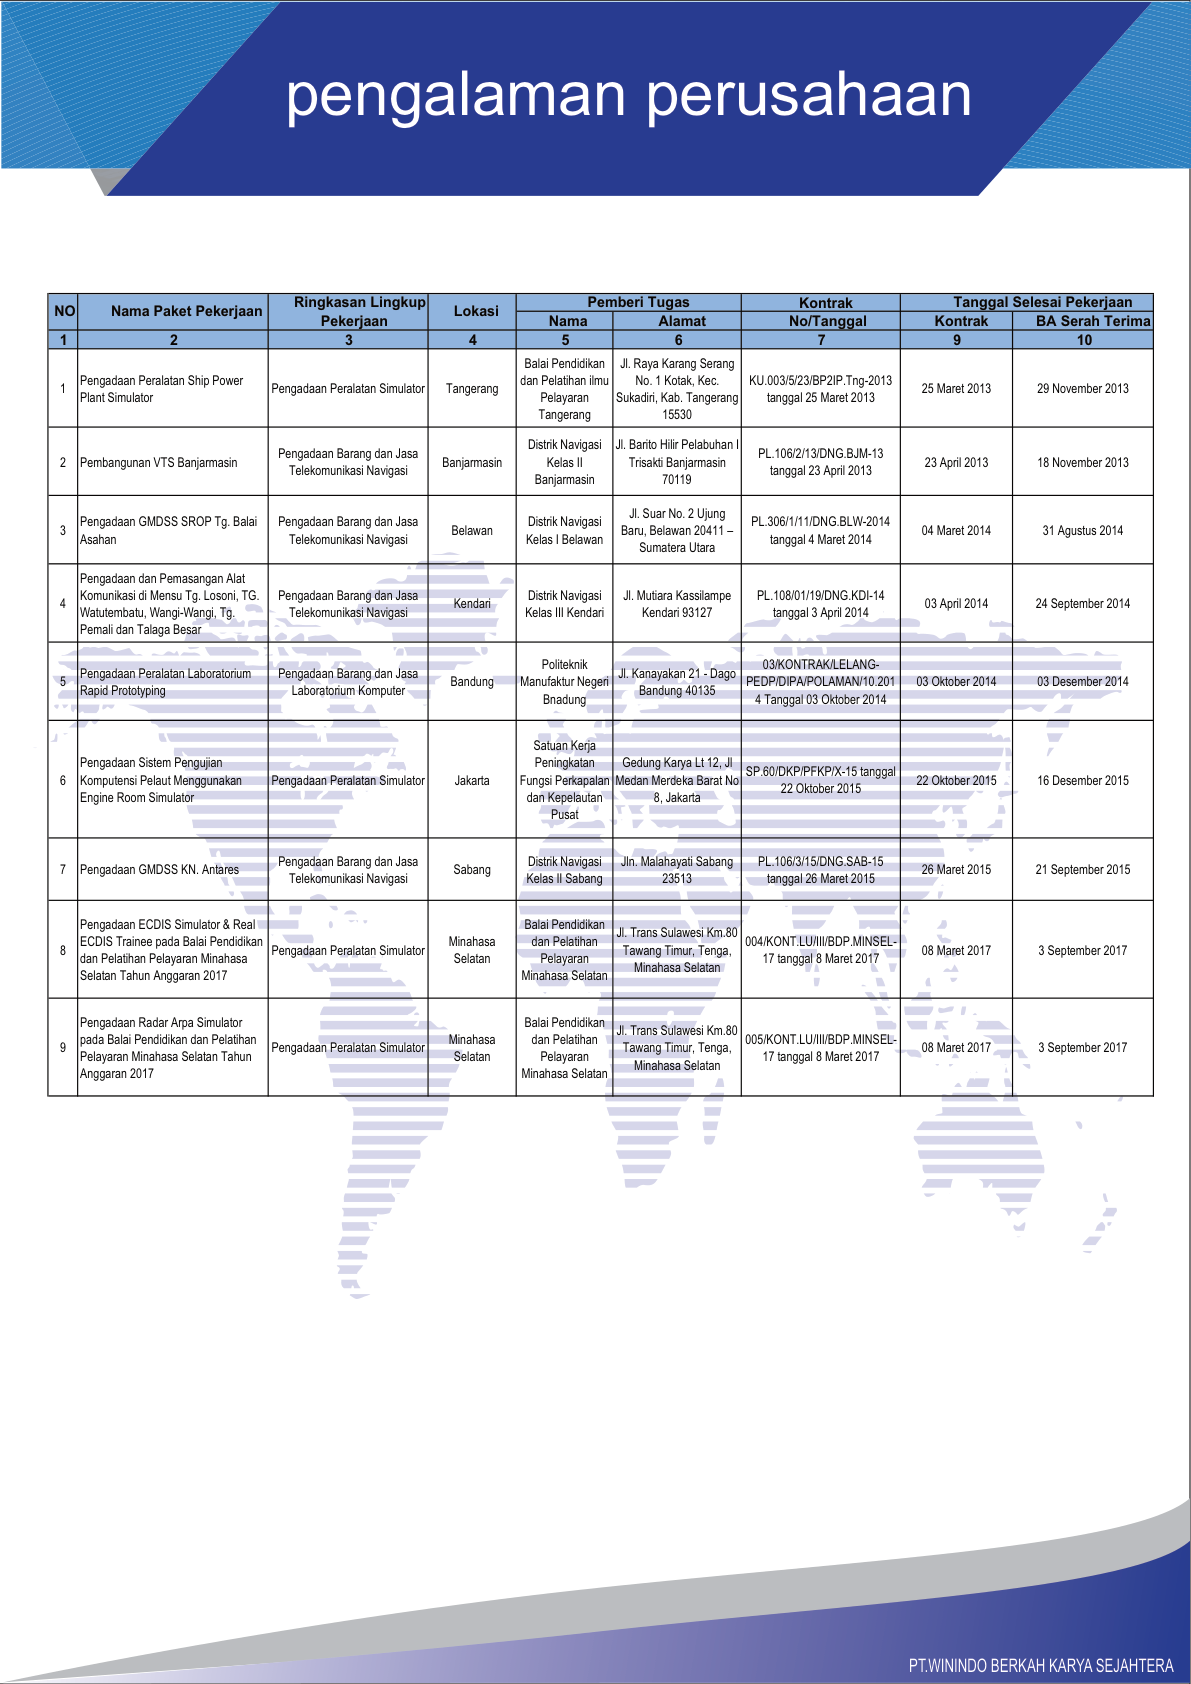 pengalaman perusahaan
NO Nama Paket Pekerjaan Ringkasan Lingkup Pekerjaan Lokasi Pemberi Tugas Kontrak Tanggal Selesai Pekerjaan
Nama Alamat No/Tanggal Kontrak BA Serah Terima
1 2 3 4 5 6 7 9 10
1 Pengadaan Peralatan Ship Power Plant Simulator Pengadaan Peralatan Simulator Tangerang Balai Pendidikan dan Pelatihan ilmu Pelayaran Tangerang Jl. Raya Karang Serang No. 1 Kotak, Kec. Sukadiri, Kab. Tangerang 15530 KU.003/5/23/BP2IP.Tng-2013 tanggal 25 Maret 2013 25 Maret 2013 29 November 2013
2 Pembangunan VTS Banjarmasin Pengadaan Barang dan Jasa Telekomunikasi Navigasi Banjarmasin Distrik Navigasi Kelas II Banjarmasin Jl. Barito Hilir Pelabuhan I Trisakti Banjarmasin 70119 PL.106/2/13/DNG.BJM-13 tanggal 23 April 2013 23 April 2013 18 November 2013
3 Pengadaan GMDSS SROP Tg. Balai Asahan Pengadaan Barang dan Jasa Telekomunikasi Navigasi Belawan Distrik Navigasi Kelas I Belawan Jl. Suar No. 2 Ujung Baru, Belawan 20411 – Sumatera Utara PL.306/1/11/DNG.BLW-2014 tanggal 4 Maret 2014 04 Maret 2014 31 Agustus 2014
4 Pengadaan dan Pemasangan Alat Komunikasi di Mensu Tg. Losoni, TG. Watutembatu, Wangi-Wangi, Tg. Pemali dan Talaga Besar Pengadaan Barang dan Jasa Telekomunikasi Navigasi Kendari Distrik Navigasi Kelas III Kendari Jl. Mutiara Kassilampe Kendari 93127 PL.108/01/19/DNG.KDI-14 tanggal 3 April 2014 03 April 2014 24 September 2014
5 Pengadaan Peralatan Laboratorium Rapid Prototyping Pengadaan Barang dan Jasa Laboratorium Komputer Bandung Politeknik Manufaktur Negeri Bnadung Jl. Kanayakan 21 - Dago Bandung 40135 03/KONTRAK/LELANG-PEDP/DIPA/POLAMAN/10.2014 Tanggal 03 Oktober 2014 03 Oktober 2014 03 Desember 2014
6 Pengadaan Sistem Pengujian Komputensi Pelaut Menggunakan Engine Room Simulator Pengadaan Peralatan Simulator Jakarta Satuan Kerja Peningkatan Fungsi Perkapalan dan Kepelautan Pusat Gedung Karya Lt 12, Jl Medan Merdeka Barat No 8, Jakarta SP.60/DKP/PFKP/X-15 tanggal 22 Oktober 2015 22 Oktober 2015 16 Desember 2015
7 Pengadaan GMDSS KN. Antares Pengadaan Barang dan Jasa Telekomunikasi Navigasi Sabang Distrik Navigasi Kelas II Sabang Jln. Malahayati Sabang 23513 PL.106/3/15/DNG.SAB-15 tanggal 26 Maret 2015 26 Maret 2015 21 September 2015
8 Pengadaan ECDIS Simulator & Real ECDIS Trainee pada Balai Pendidikan dan Pelatihan Pelayaran Minahasa Selatan Tahun Anggaran 2017 Pengadaan Peralatan Simulator Minahasa Selatan Balai Pendidikan dan Pelatihan Pelayaran Minahasa Selatan Jl. Trans Sulawesi Km.80 Tawang Timur, Tenga, Minahasa Selatan 004/KONT.LU/III/BDP.MINSEL-17 tanggal 8 Maret 2017 08 Maret 2017 3 September 2017
9 Pengadaan Radar Arpa Simulator pada Balai Pendidikan dan Pelatihan Pelayaran Minahasa Selatan Tahun Anggaran 2017 Pengadaan Peralatan Simulator Minahasa Selatan Balai Pendidikan dan Pelatihan Pelayaran Minahasa Selatan Jl. Trans Sulawesi Km.80 Tawang Timur, Tenga, Minahasa Selatan 005/KONT.LU/III/BDP.MINSEL-17 tanggal 8 Maret 2017 08 Maret 2017 3 September 2017
PT.WININDO BERKAH KARYA SEJAHTERA